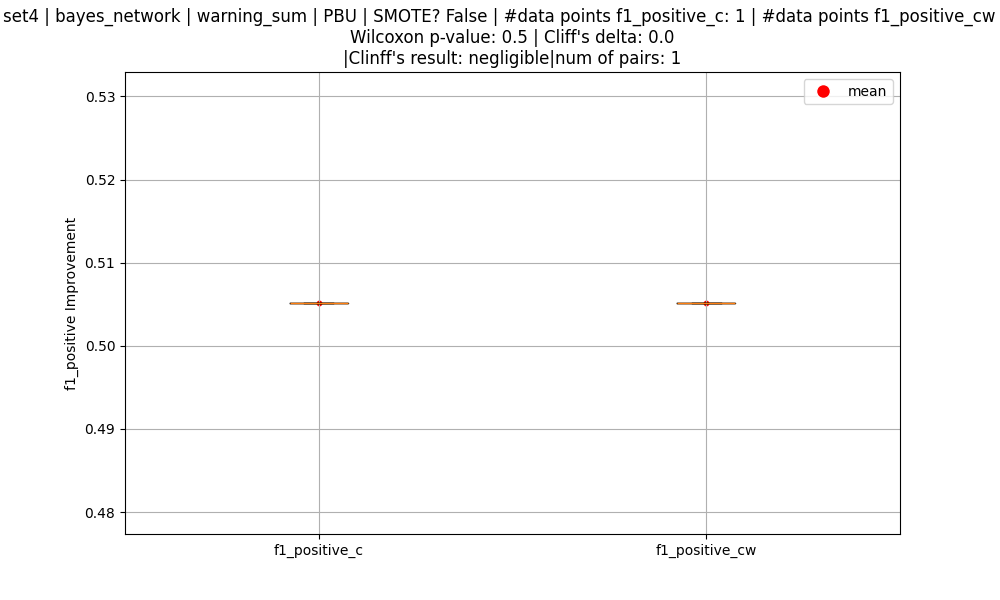 set4 | bayes_network | warning_sum | PBU | SMOTE? False | #data points f1_positive_c: 1 | #data points f1_positive_cw
Wilcoxon p-value: 0.5 | Cliff's delta: 0.0
|Clinff's result: negligible|num of pairs: 1
mean
0.53
0.52
0.51
0.50
0.49
0.48
f1_positive Improvement
f1_positive_c
f1_positive_cw